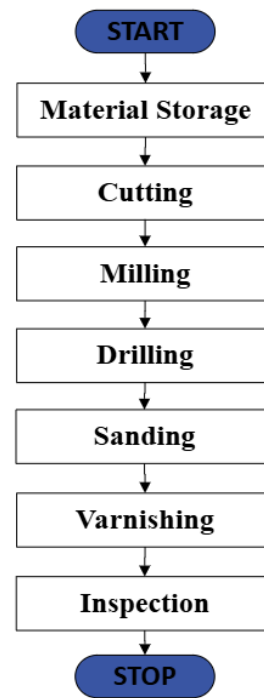 START
Material Storage
Cutting
Milling
Drilling
Sanding
Varnishing
Inspection
STOP